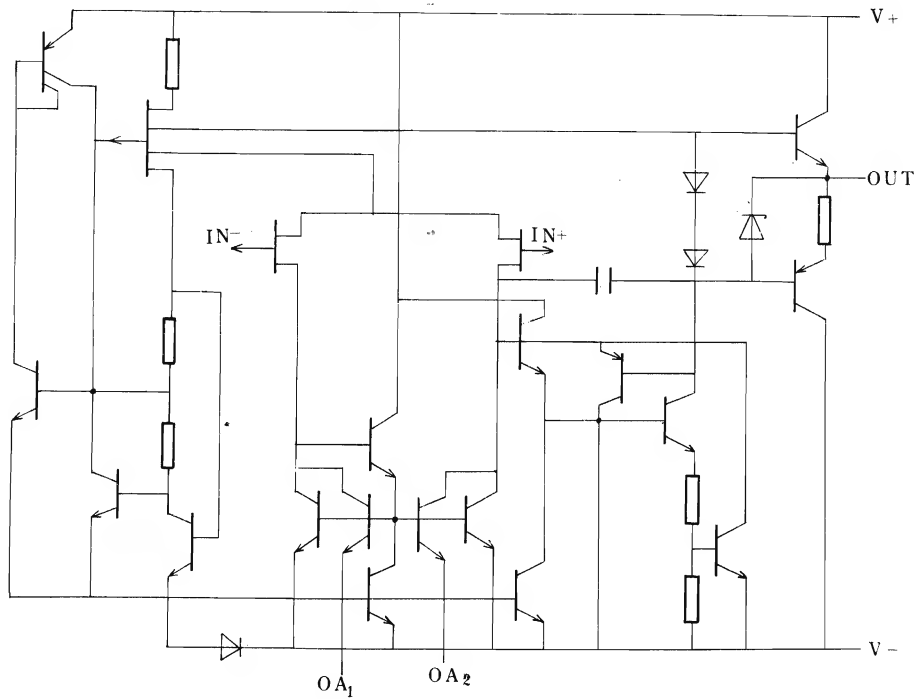 V+
OUT
IN-
IN+
V-
OA1
OA2